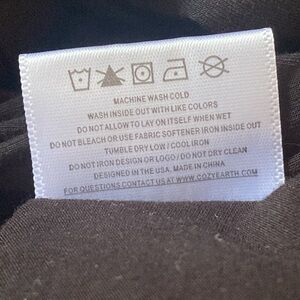 MACHINE WASH COLD
WASH INSIDE OUT WITH LIKE COLORS
DO NOT ALLOW TO LAY ON ITSELF WHEN WET
DO NOT BLEACH OR USE FABRIC SOFTENER IRON INSIDE OUT
TUMBLE DRY LOW / COOL IRON
DO NOT IRON DESIGN OR LOGO / DO NOT DRY CLEAN
DESIGNED IN THE USA. MADE IN CHINA
FOR QUESTIONS CONTACT US AT WWW.COZYEARTH.COM